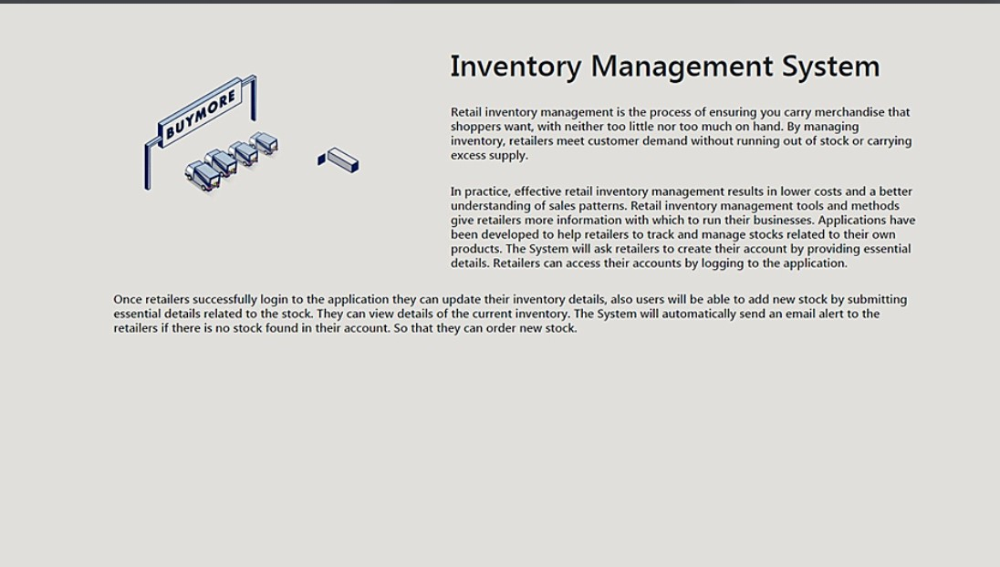 BUYMORE
Inventory Management System
Retail inventory management is the process of ensuring you carry merchandise that
shoppers want, with neither too little nor too much on hand. By managing
inventory, retailers meet customer demand without running out of stock or carrying
excess supply.
In practice, effective retail inventory management results in lower costs and a better
understanding of sales patterns. Retail inventory management tools and methods
give retailers more information with which to run their businesses. Applications have
been developed to help retailers to track and manage stocks related to their own
products. The System will ask retailers to create their account by providing essential
details. Retailers can access their accounts by logging to the application.
Once retailers successfully login to the application they can update their inventory details, also users will be able to add new stock by submitting
essential details related to the stock. They can view details of the current inventory. The System will automatically send an email alert to the
retailers if there is no stock found in their account. So that they can order new stock.